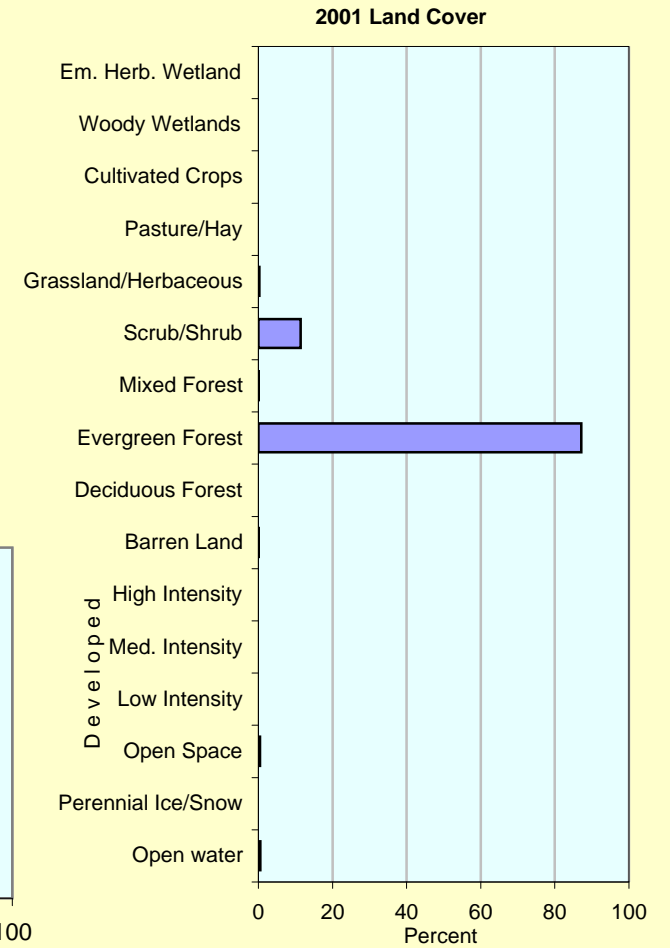 2001 Land Cover
Em. Herb. Wetland
Woody Wetlands
Cultivated Crops
Pasture/Hay
Grassland/Herbaceous
Scrub/Shrub
Mixed Forest
Evergreen Forest
Deciduous Forest
Barren Land
High Intensity
Med. Intensity
Low Intensity
Open Space
Developed
Perennial Ice/Snow
Open water
0 20 40 60 80 100
Percent
100